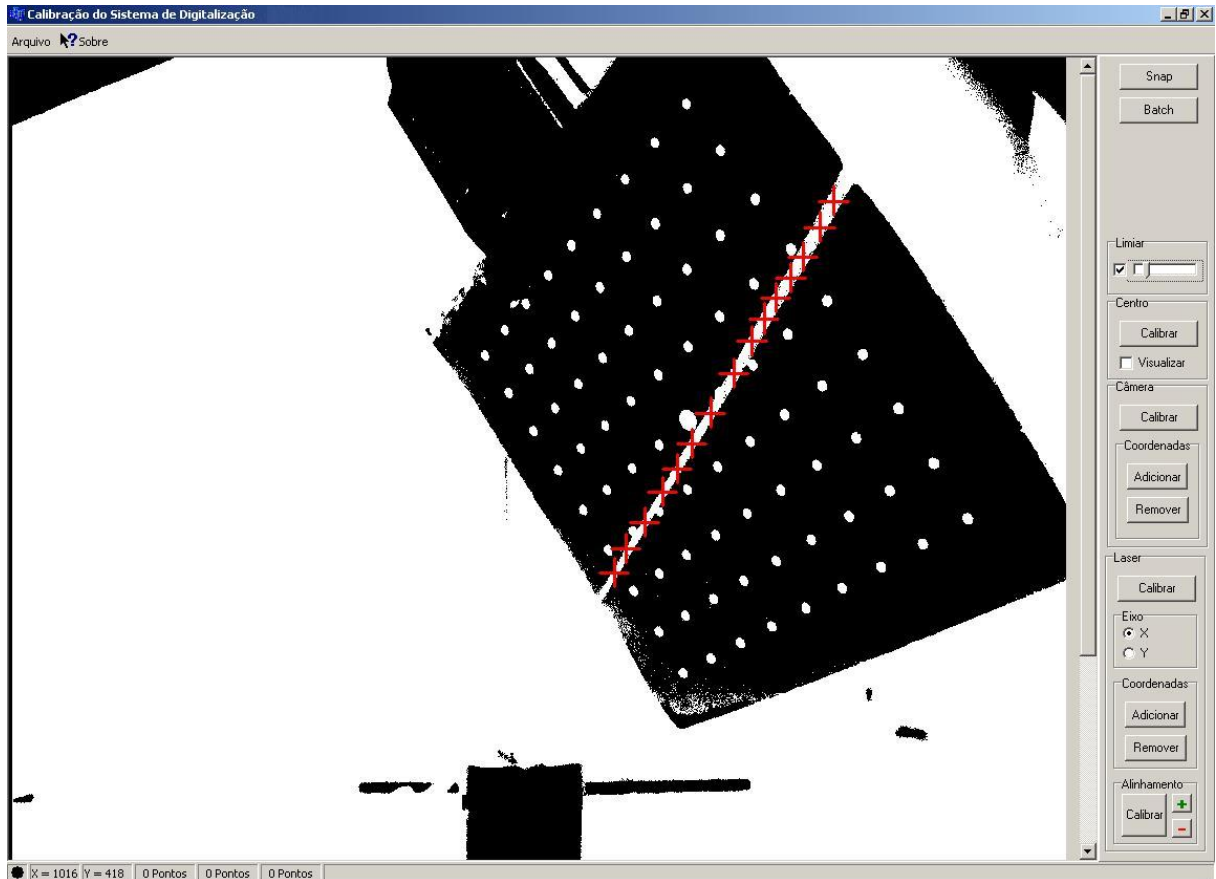 Calibração do Sistema de Digitalização
Arquivo Sobre
Snap
Batch
Limiar
Centro
Calibrar
Visualizar
Câmera
Calibrar
Coordenadas
Adicionar
Remover
Laser
Calibrar
Eixo
X
Y
Coordenadas
Adicionar
Remover
Alinhamento
Calibrar
X = 1016 Y = 418 0 Pontos 0 Pontos 0 Pontos